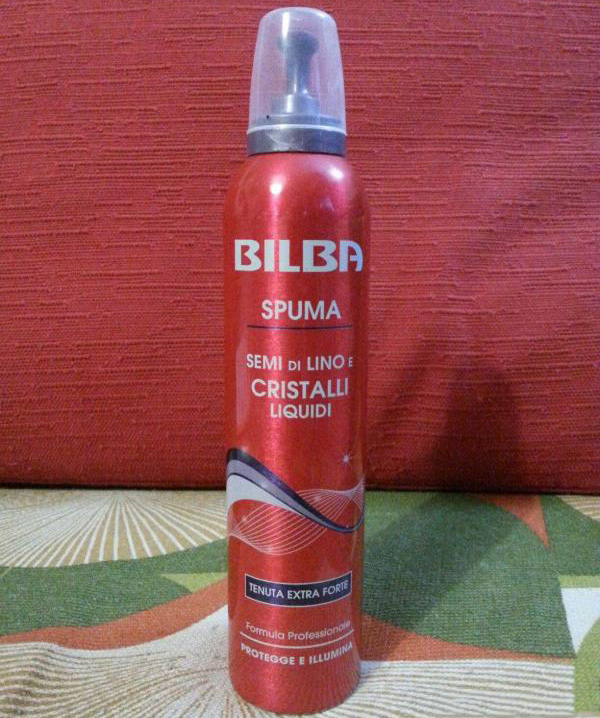 BILBA
SPUMA
SEMI DI LINO E
CRISTALLI
LIQUIDI
TENUTA EXTRA FORTE
Formula Professionale
PROTEGGE E ILLUMINA